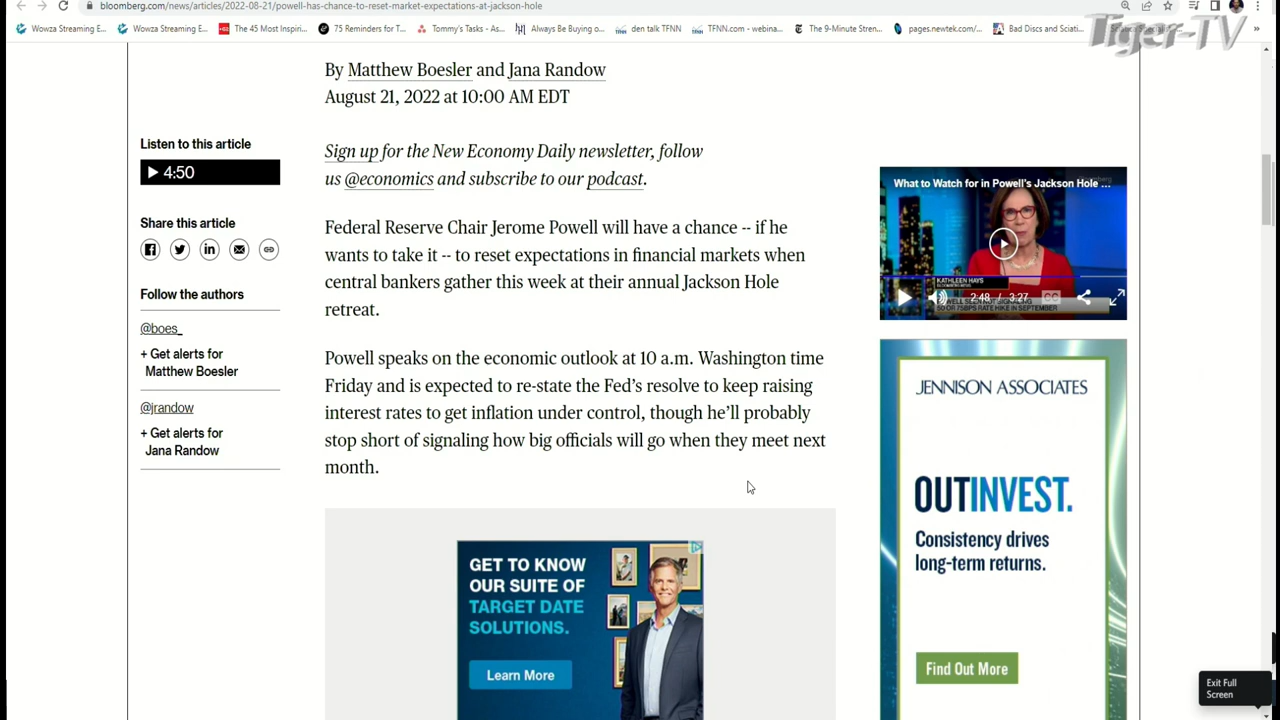 bloomberg.com/news/articles/2022-08-21/powell-has-chance-to-reset-market-expectations-at-jackson-hole
Wowza Streaming E...
Wowza Streaming E...
The 45 Most Inspiri...
75 Reminders for T...
Tommy's Tasks - As...
Always Be Buying o...
den talk TFNN
TFNN.com - webina...
The 9-Minute Stren...
pages.newtek.com/...
Bad Discs and Sciati...
»
Tiger-TV
By Matthew Boesler and Jana Randow
August 21, 2022 at 10:00 AM EDT
Listen to this article
4:50
Share this article
Follow the authors
@boes_
+ Get alerts for
Matthew Boesler
@jrandow
+ Get alerts for
Jana Randow
Sign up for the New Economy Daily newsletter, follow
us @economics and subscribe to our podcast.
Federal Reserve Chair Jerome Powell will have a chance -- if he
wants to take it -- to reset expectations in financial markets when
central bankers gather this week at their annual Jackson Hole
retreat.
Powell speaks on the economic outlook at 10 a.m. Washington time
Friday and is expected to re-state the Fed's resolve to keep raising
interest rates to get inflation under control, though he'll probably
stop short of signaling how big officials will go when they meet next
month.
GET TO KNOW
OUR SUITE OF
TARGET DATE
SOLUTIONS.
Learn More
What to Watch for in Powell's Jackson Hole ...
KATHLEEN HAYS
2:48 / 3:27
CC
50 OR 75BPS RATE HIKE IN SEPTEMBER
JENNISON ASSOCIATES
OUTINVEST.
Consistency drives
long-term returns.
Find Out More
Exit Full
Screen